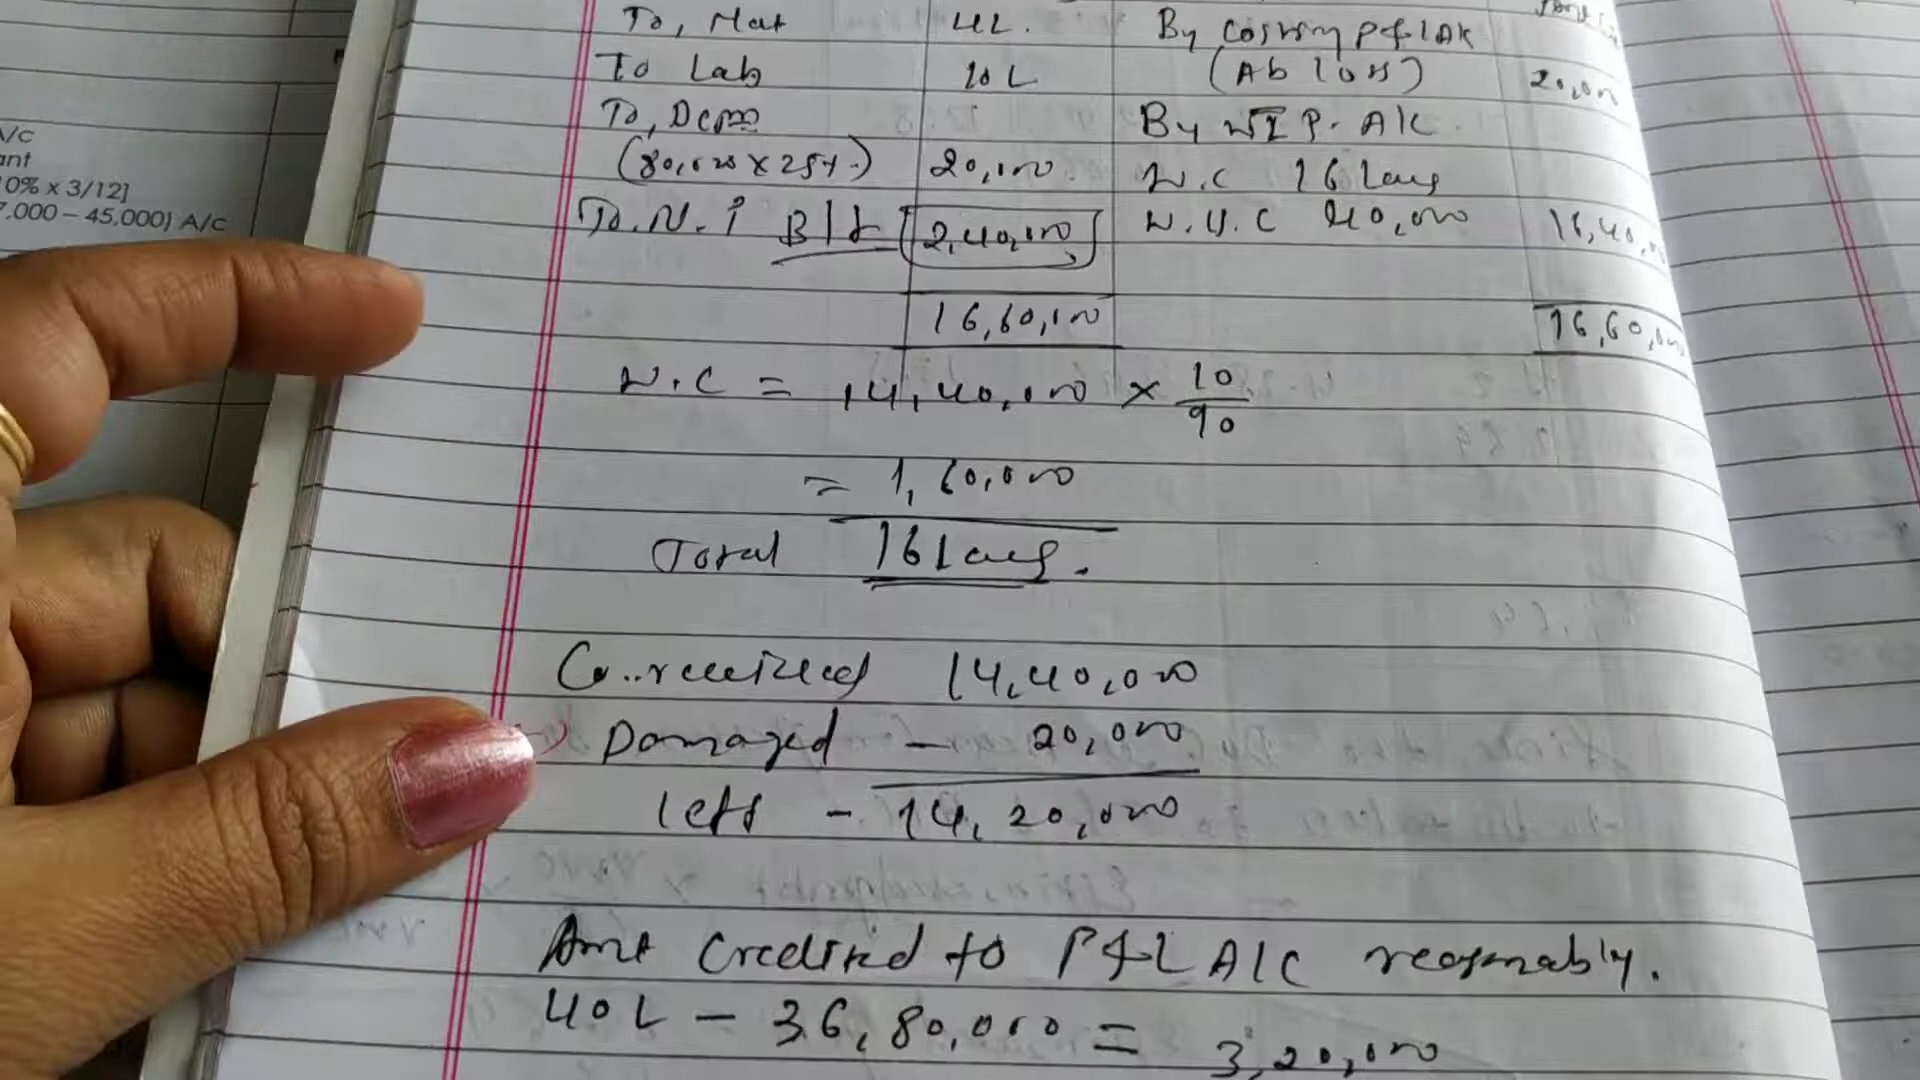 A/c
ant
10% x 3/12]
7,000 – 45,000) A/c
To, Mat 4L. By Costing P&L A/c
To Lab 10L (Ab loss) 20,000
To, Depn By WIP. A/C.
(80,000 x 25%) 20,000 W.C 16 Lacs
To. N. P B/f 2,40,000 W.U.C 40,000 16,40,000
16,60,000 16,60,000
W.C = 14,40,000 x 10/90
= 1,60,000
Total 16 Lacs.
C. received 14,40,000
Damaged – 20,000
left – 14,20,000
Amt Credited to P&L A/C reasonably.
40L – 36,80,000 = 3,20,000